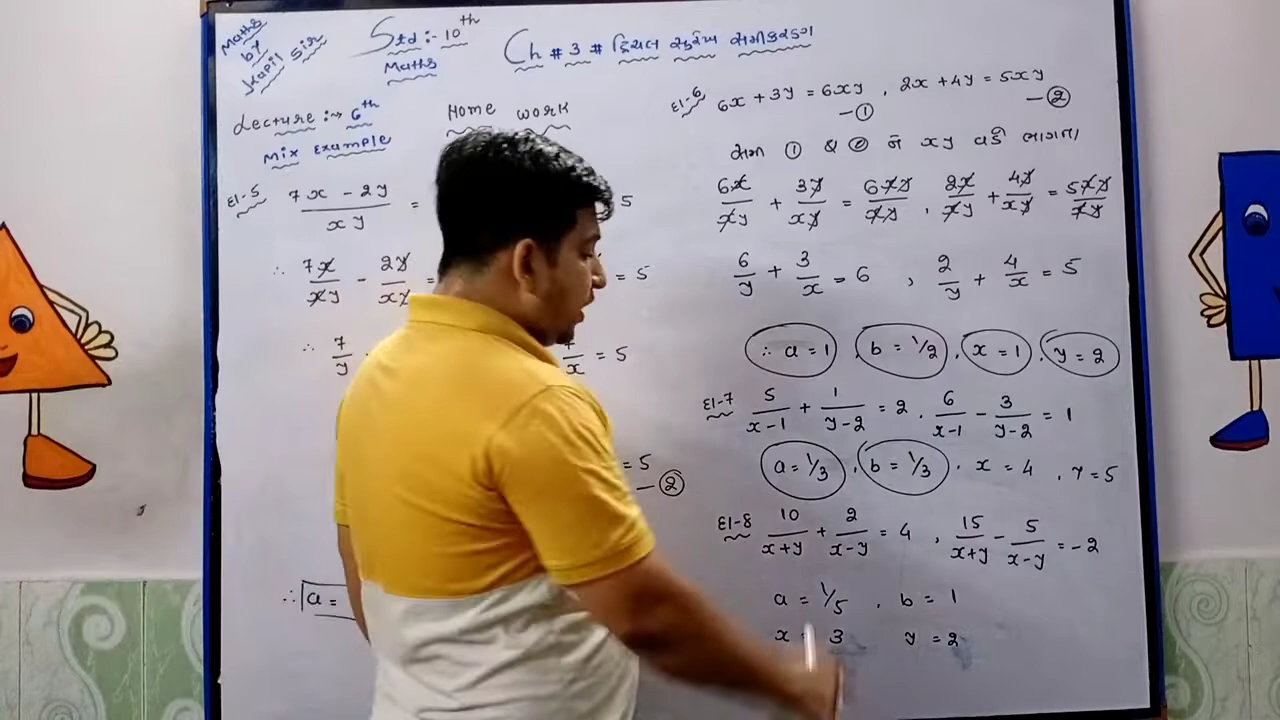 Maths
by
Kapil Sir
Std :- 10th
Maths
Ch # 3 # દ્વિચલ સુરેખ સમીકરણ
Lecture :→ 6th
Mix Example
Home work
દા-5 (7x - 2y)/(xy) = 5
∴ 7x/xy - 2y/xy = = 5
∴ 7/y /x = 5
= 5 — ②
∴ a =
દા-6 6x + 3y = 6xy —①, 2x + 4y = 5xy —②
સમી ① & ② ને xy વડે ભાગતા
6x/xy + 3y/xy = 6xy/xy , 2x/xy + 4y/xy = 5xy/xy
6/y + 3/x = 6 , 2/y + 4/x = 5
∴ a = 1 , b = 1/2 , x = 1 , y = 2
દા-7 5/(x-1) + 1/(y-2) = 2 , 6/(x-1) - 3/(y-2) = 1
a = 1/3 , b = 1/3 , x = 4 , y = 5
દા-8 10/(x+y) + 2/(x-y) = 4 , 15/(x+y) - 5/(x-y) = -2
a = 1/5 , b = 1
x = 3 y = 2